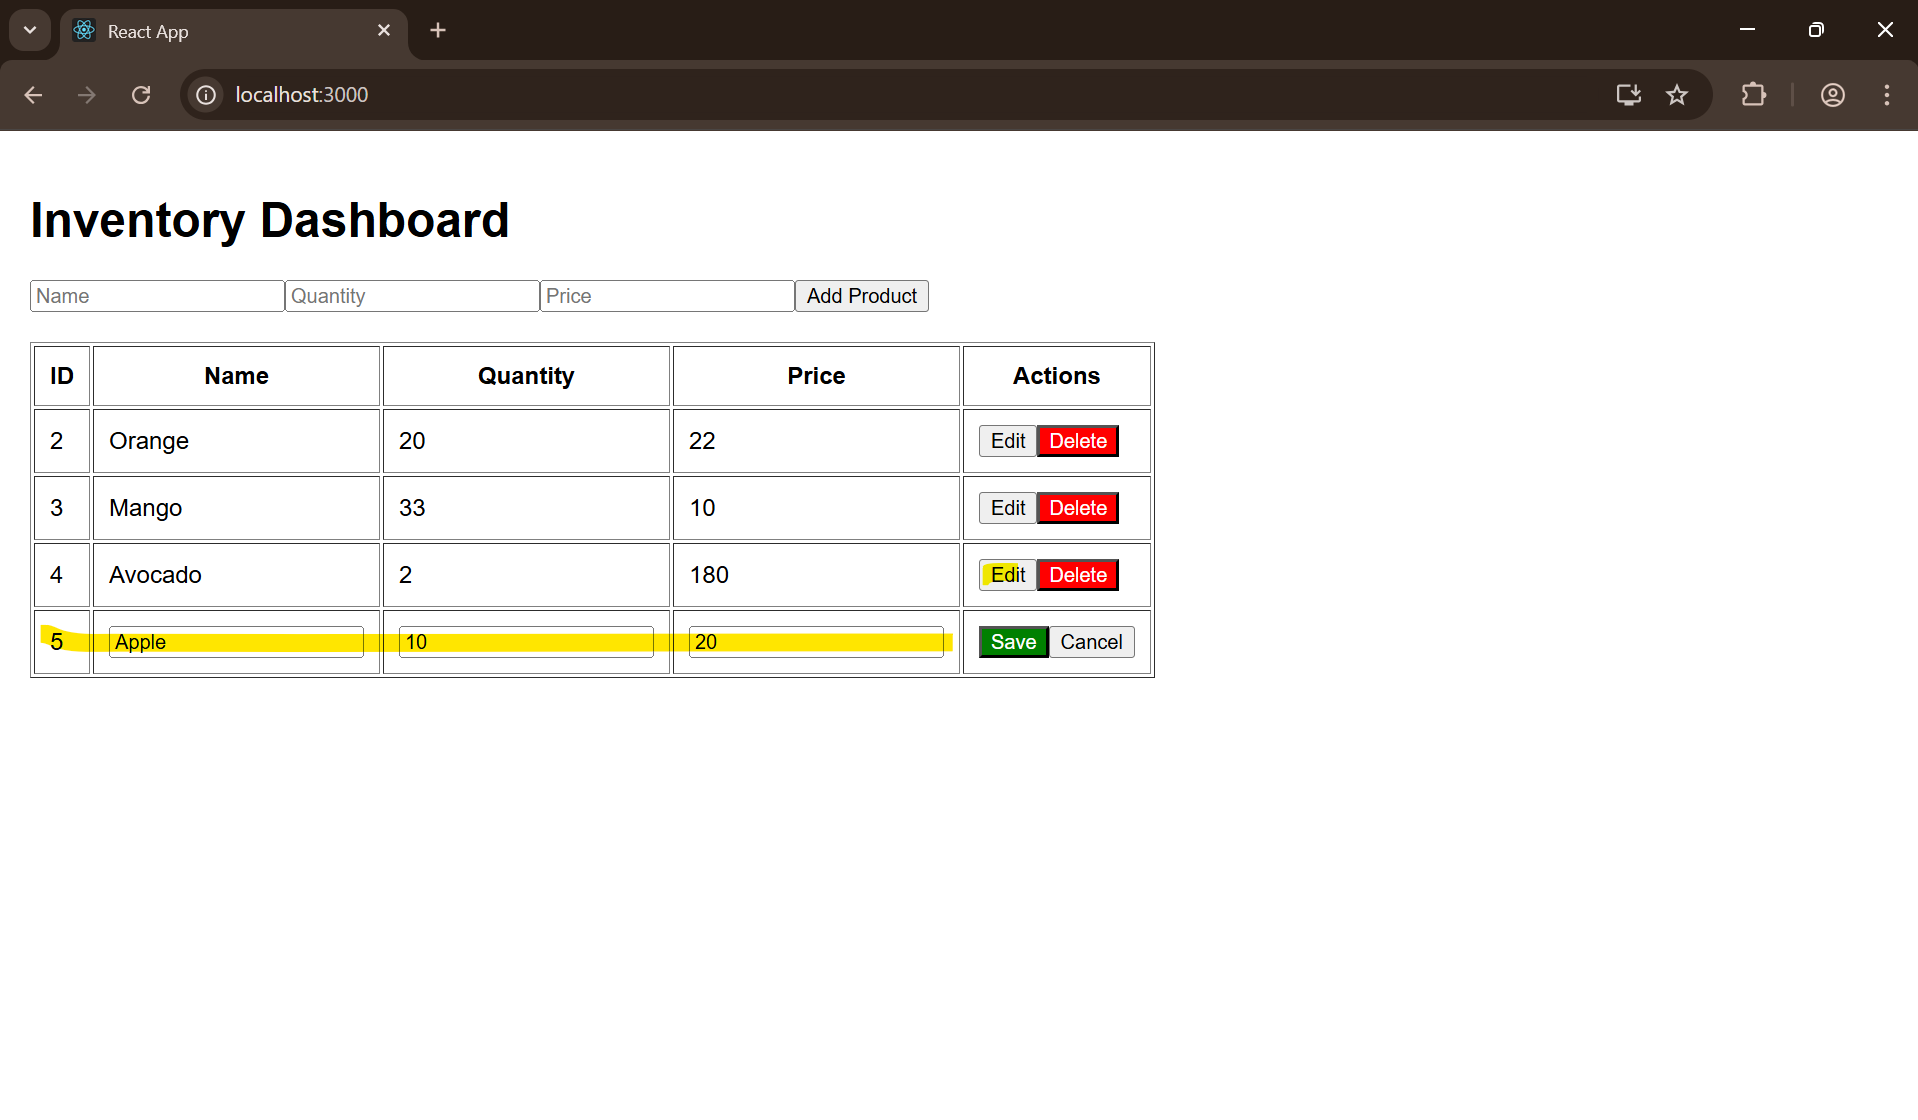 React App
localhost:3000
Inventory Dashboard
Name Quantity Price Add Product
ID Name Quantity Price Actions
2 Orange 20 22 Edit Delete
3 Mango 33 10 Edit Delete
4 Avocado 2 180 Edit Delete
5 Apple 10 20 Save Cancel